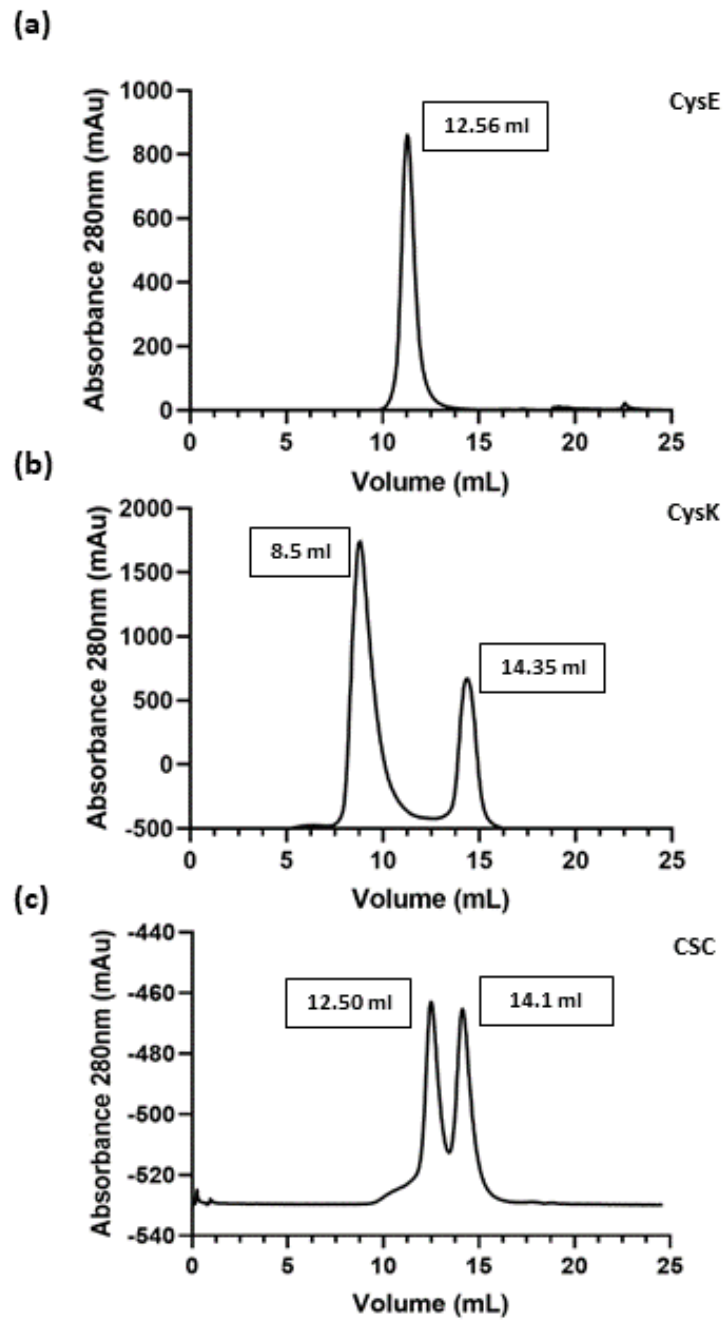 (a)
CysE
12.56 ml
Absorbance 280nm (mAu)
1000
800
600
400
200
0
0 5 10 15 20 25
Volume (mL)
(b)
CysK
8.5 ml
14.35 ml
Absorbance 280nm (mAu)
2000
1500
1000
500
0
-500
0 5 10 15 20 25
Volume (mL)
(c)
CSC
12.50 ml
14.1 ml
Absorbance 280nm (mAu)
-440
-460
-480
-500
-520
-540
0 5 10 15 20 25
Volume (mL)